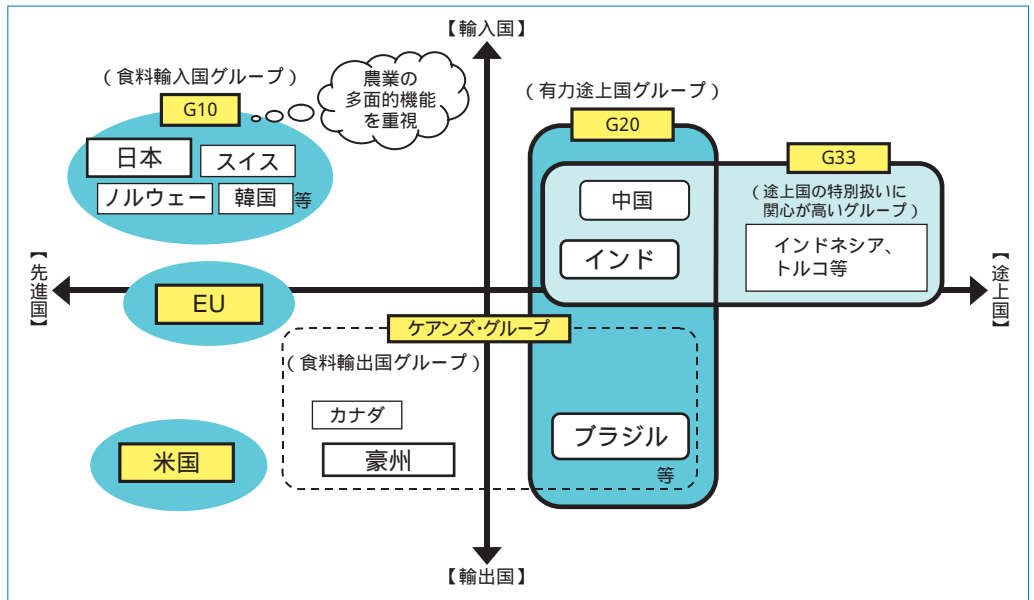 【輸入国】
(食料輸入国グループ)
G10
農業の
多面的機能
を重視
日本
スイス
ノルウェー
韓国
等
(有力途上国グループ)
G20
中国
インド
G33
(途上国の特別扱いに
関心が高いグループ)
インドネシア、
トルコ等
【先進国】
EU
【途上国】
ケアンズ・グループ
(食料輸出国グループ)
カナダ
豪州
米国
ブラジル
等
【輸出国】